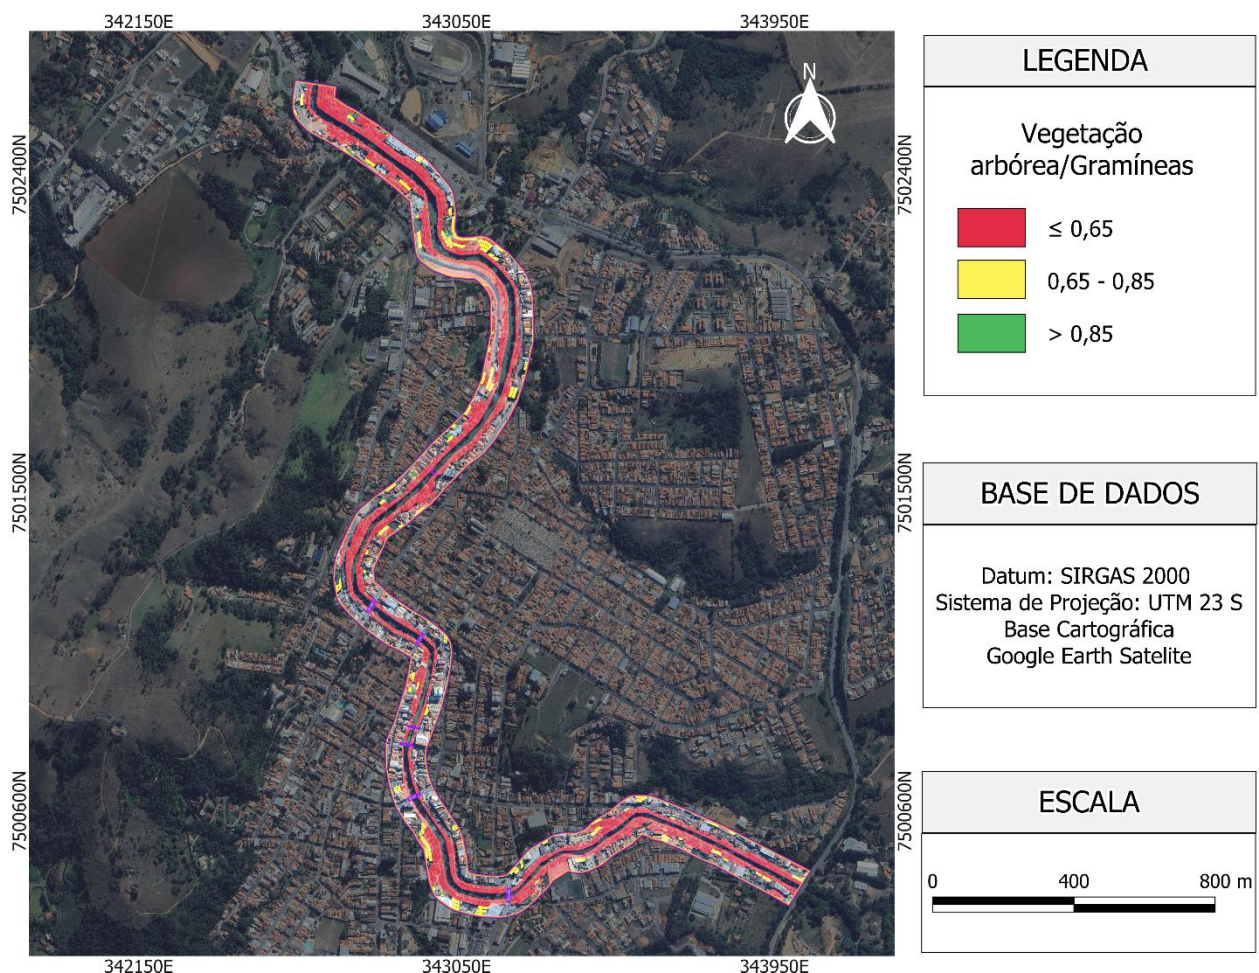 342150E 343050E 343950E
N
7502400N
7502400N
7501500N
7501500N
7500600N
7500600N
342150E 343050E 343950E
LEGENDA
Vegetação
arbórea/Gramíneas
≤ 0,65
0,65 - 0,85
> 0,85
BASE DE DADOS
Datum: SIRGAS 2000
Sistema de Projeção: UTM 23 S
Base Cartográfica
Google Earth Satelite
ESCALA
0 400 800 m